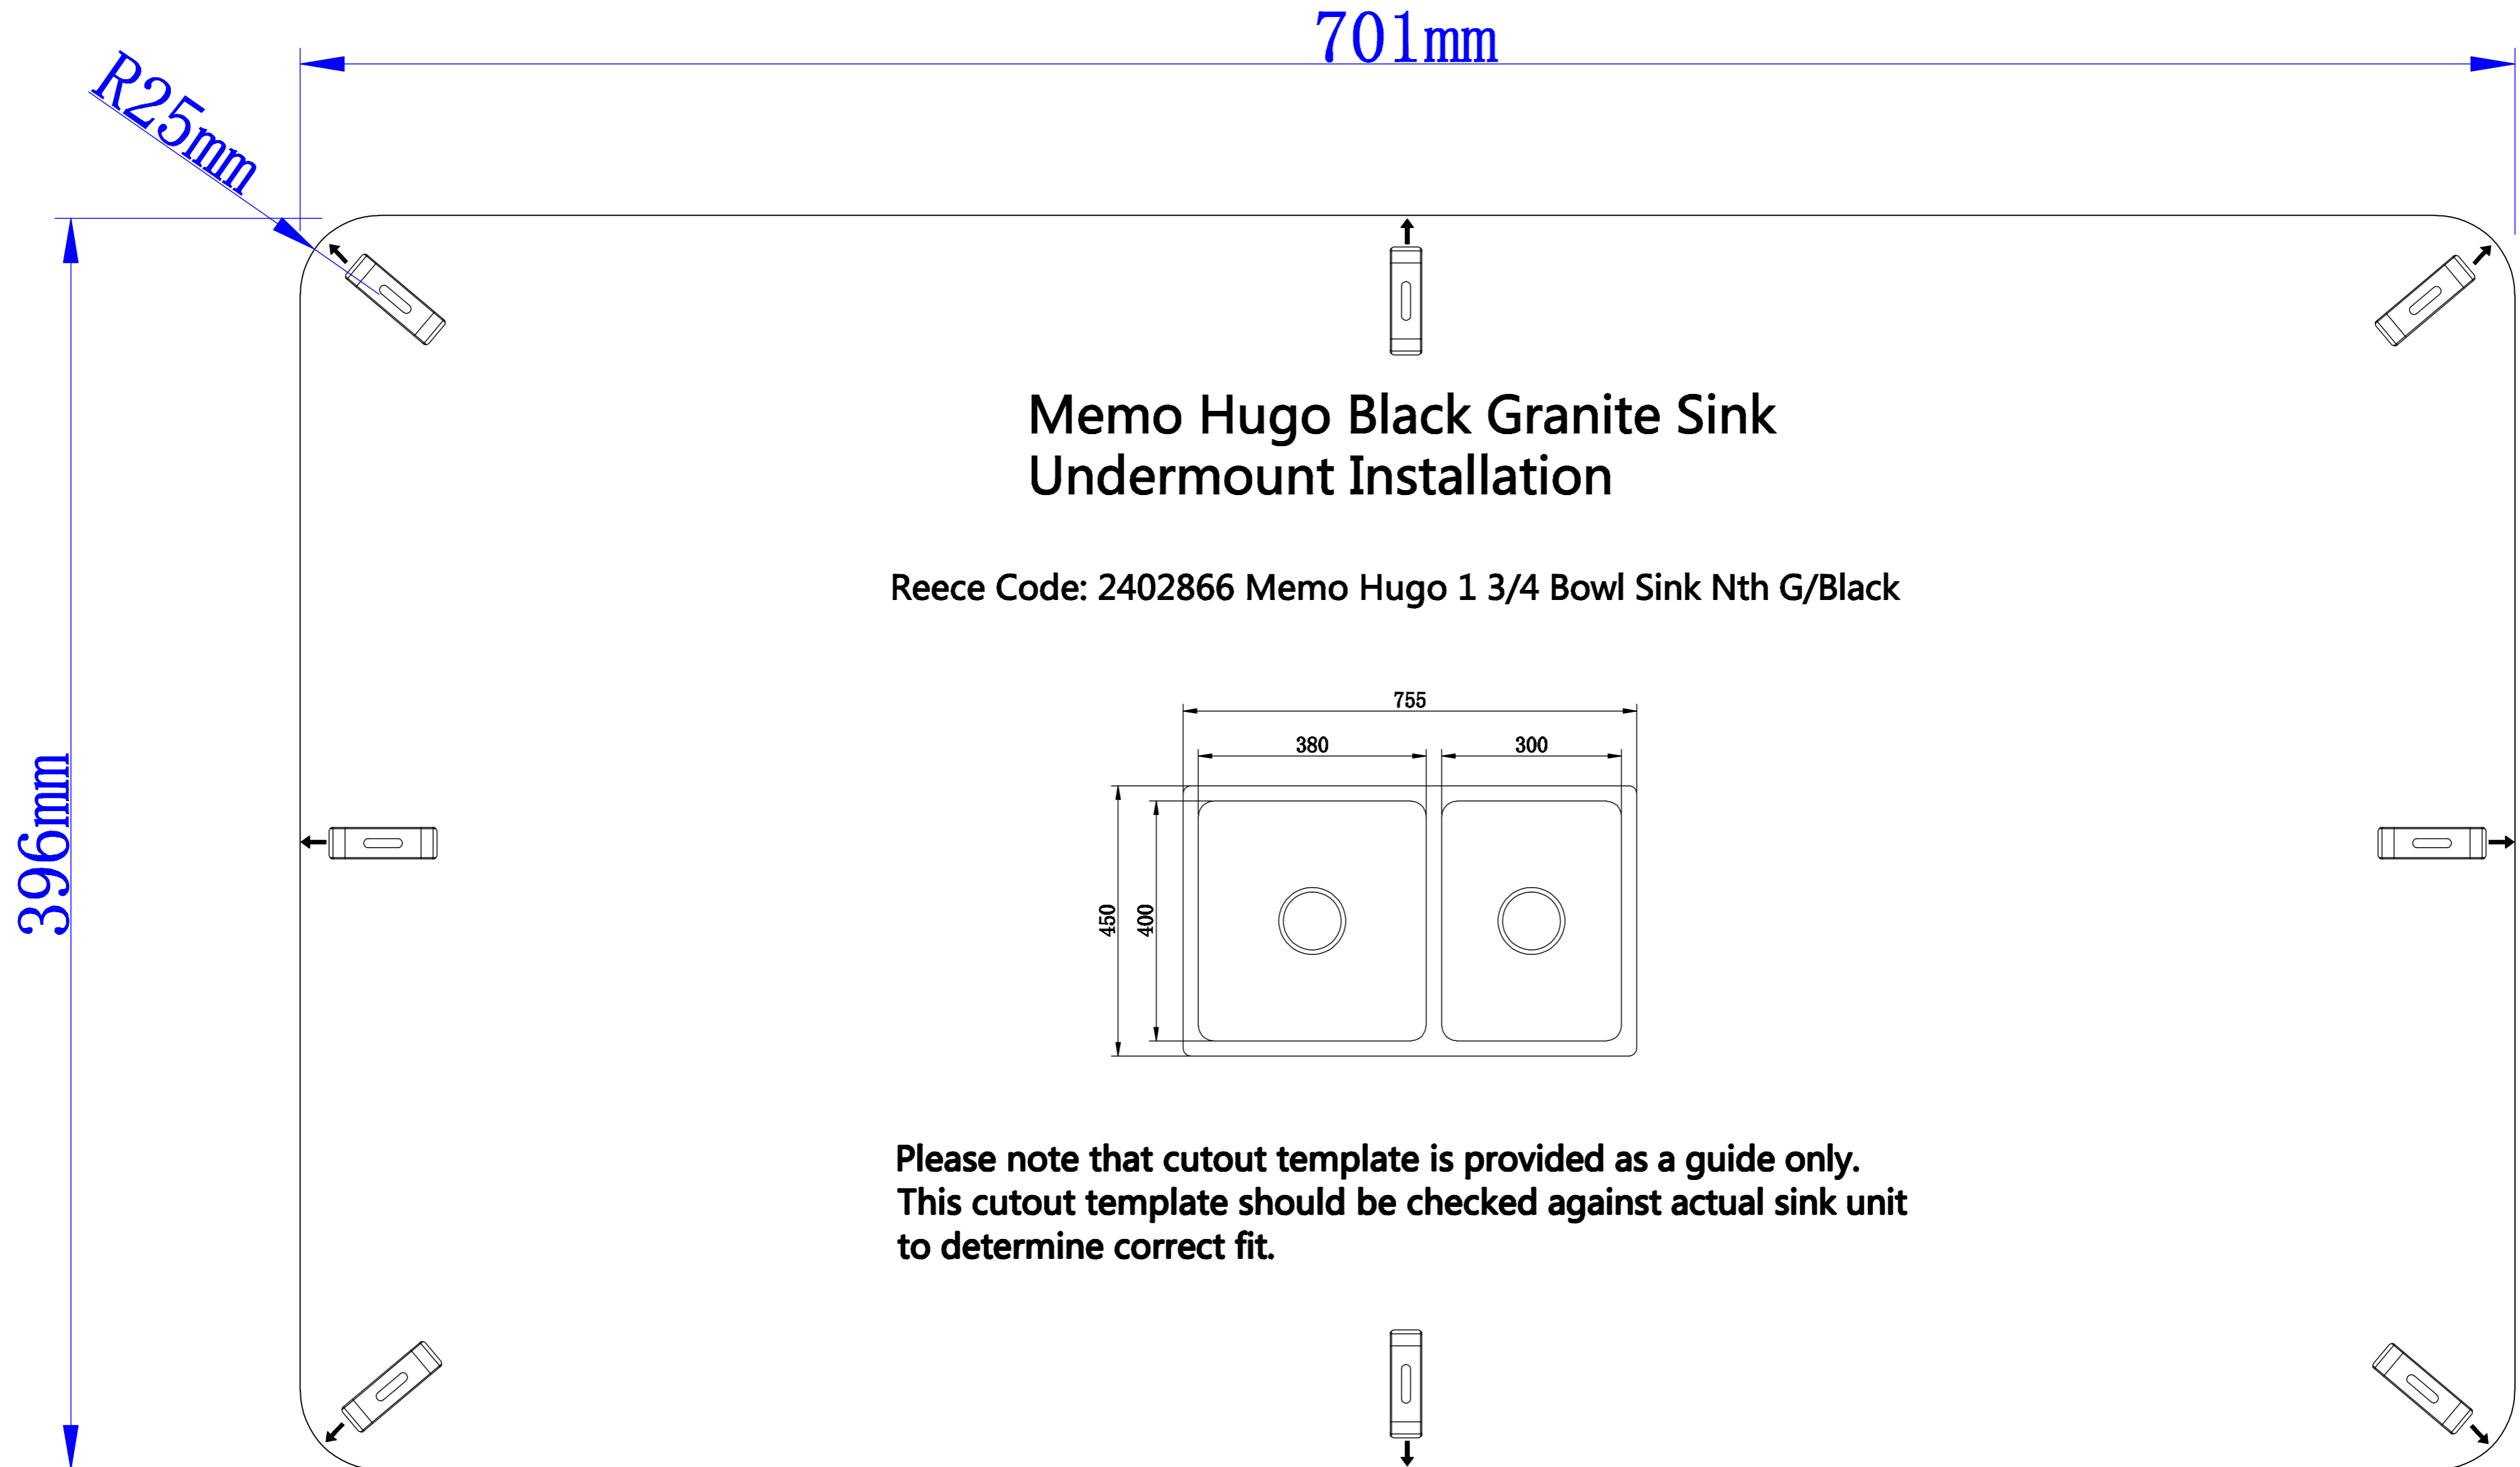 701mm
R25mm
396mm
Memo Hugo Black Granite Sink
Undermount Installation
Reece Code: 2402866 Memo Hugo 1 3/4 Bowl Sink Nth G/Black
755
380
300
450
400
Please note that cutout template is provided as a guide only.
This cutout template should be checked against actual sink unit
to determine correct fit.